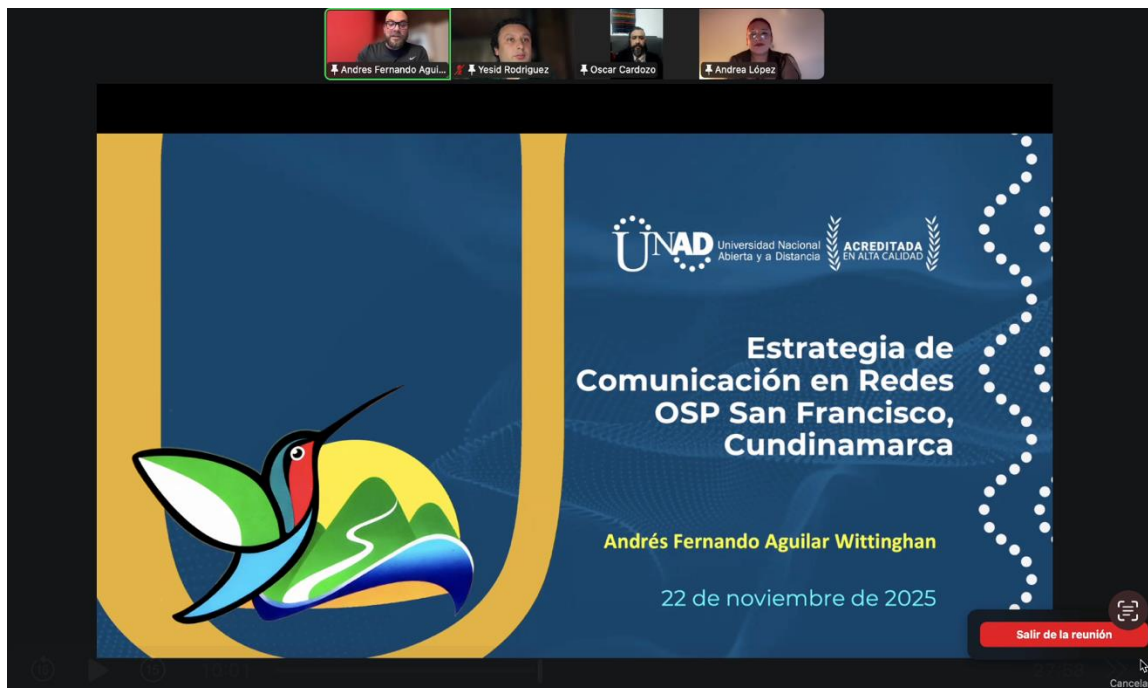 Andres Fernando Agui...
Yesid Rodriguez
Oscar Cardozo
Andrea López
UNAD
Universidad Nacional
Abierta y a Distancia
ACREDITADA
EN ALTA CALIDAD
Estrategia de
Comunicación en Redes
OSP San Francisco,
Cundinamarca
Andrés Fernando Aguilar Wittinghan
22 de noviembre de 2025
Salir de la reunión
Cancela